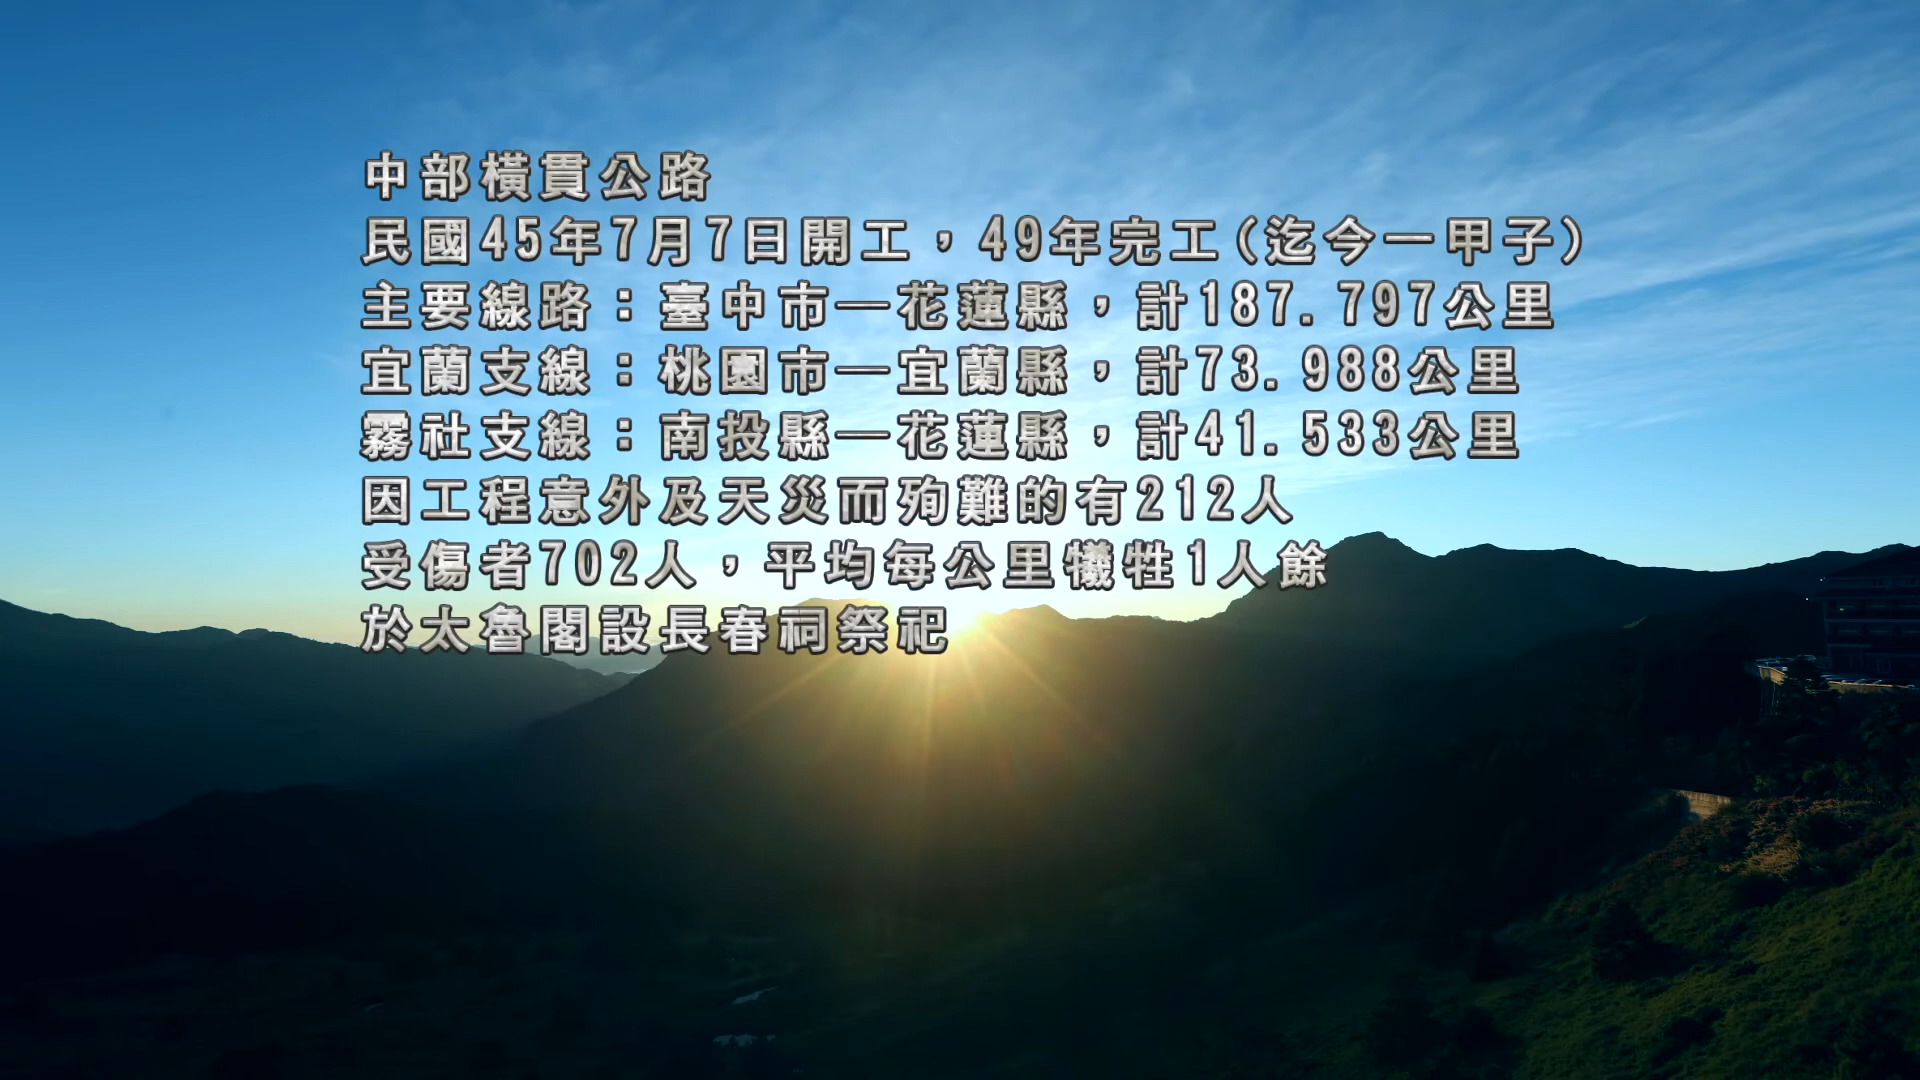 中部橫貫公路
民國45年7月7日開工，49年完工(迄今一甲子)
主要線路：臺中市—花蓮縣，計187.797公里
宜蘭支線：桃園市—宜蘭縣，計73.988公里
霧社支線：南投縣—花蓮縣，計41.533公里
因工程意外及天災而殉難的有212人
受傷者702人，平均每公里犧牲1人餘
於太魯閣設長春祠祭祀